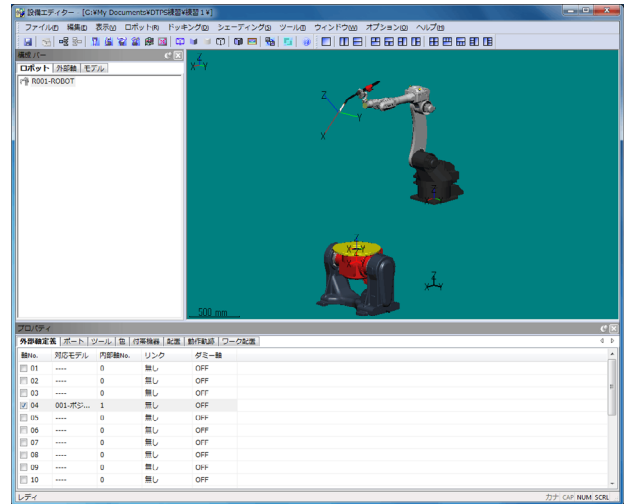 設備エディター - [G:¥My Documents¥DTPS練習¥練習１¥]
ファイル(F) 編集(E) 表示(V) ロボット(R) ドッキング(D) シェーディング(S) ツール(T) ウィンドウ(W) オプション(O) ヘルプ(H)
構成バー
ロボット 外部軸 モデル
R001-ROBOT
Z
Y
X
Z
Z
X Y
Z
X Y
500 mm
プロパティ
外部軸定義 ポート ツール 色 付帯機器 配置 動作軌跡 ワーク配置
軸No. 対応モデル 内部軸No. リンク ダミー軸
01 ---- 0 無し OFF
02 ---- 0 無し OFF
03 ---- 0 無し OFF
04 001-ポジ... 1 無し OFF
05 ---- 0 無し OFF
06 ---- 0 無し OFF
07 ---- 0 無し OFF
08 ---- 0 無し OFF
09 ---- 0 無し OFF
10 ---- 0 無し OFF
レディ カナ CAP NUM SCRL